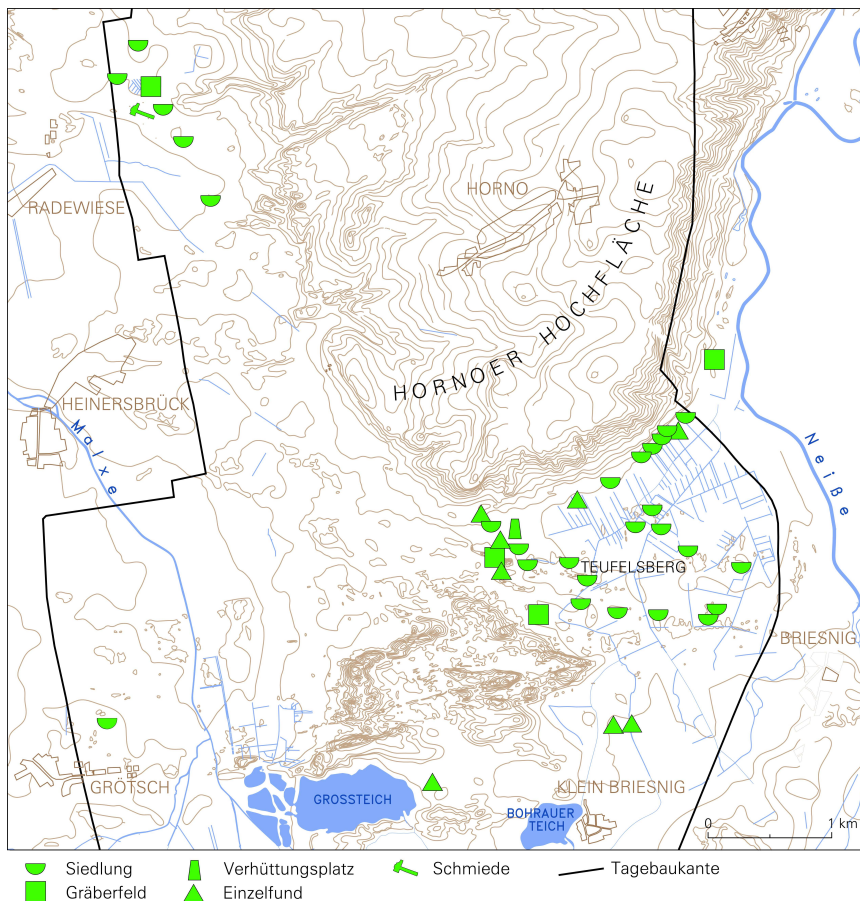 HORNO
RADEWIESE
HORNOER HOCHFLÄCHE
HEINERSBRÜCK
Malxe
Neiße
TEUFELSBERG
BRIESNIG
GRÖTSCH
GROSSTEICH
KLEIN BRIESNIG
BOHRAUER
TEICH
0 1 km
Siedlung Verhüttungsplatz Schmiede Tagebaukante
Gräberfeld Einzelfund